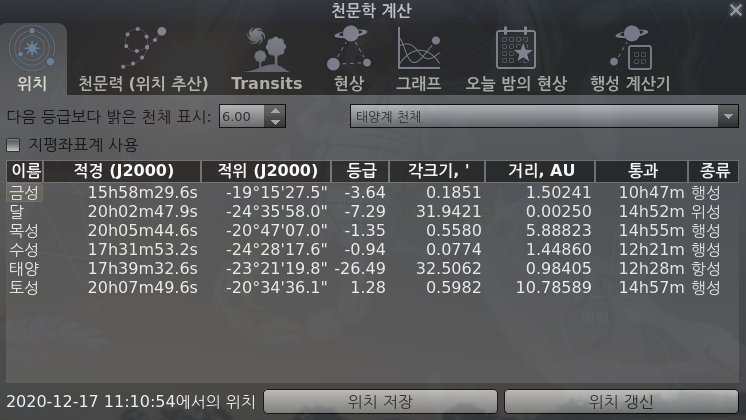 천문학 계산
위치 천문력 (위치 추산) Transits 현상 그래프 오늘 밤의 현상 행성 계산기
다음 등급보다 밝은 천체 표시: 6.00 태양계 천체
지평좌표계 사용
이름 적경 (J2000) 적위 (J2000) 등급 각크기, ' 거리, AU 통과 종류
금성 15h58m29.6s -19°15'27.5" -3.64 0.1851 1.50241 10h47m 행성
달 20h02m47.9s -24°35'58.0" -7.29 31.9421 0.00250 14h52m 위성
목성 20h05m44.6s -20°47'07.0" -1.35 0.5580 5.88823 14h55m 행성
수성 17h31m53.2s -24°28'17.6" -0.94 0.0774 1.44860 12h21m 행성
태양 17h39m32.6s -23°21'19.8" -26.49 32.5062 0.98405 12h28m 항성
토성 20h07m49.6s -20°34'36.1" 1.28 0.5982 10.78589 14h57m 행성
2020-12-17 11:10:54에서의 위치 위치 저장 위치 갱신